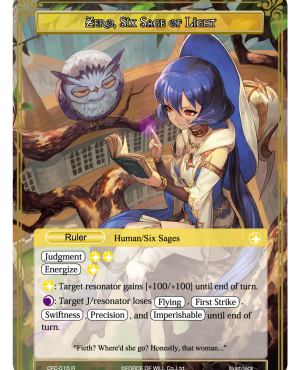 Zero, Six Sage of Light
Ruler
Human/Six Sages
Judgment
Energize
: Target resonator gains [+100/+100] until end of turn.
: Target J/resonator loses Flying, First Strike,
Swiftness, Precision, and Imperishable until end of
turn.
"Fieth? Where'd she go? Honestly, that woman..."
CFC-015 R
©FORCE OF WILL Co.,Ltd.